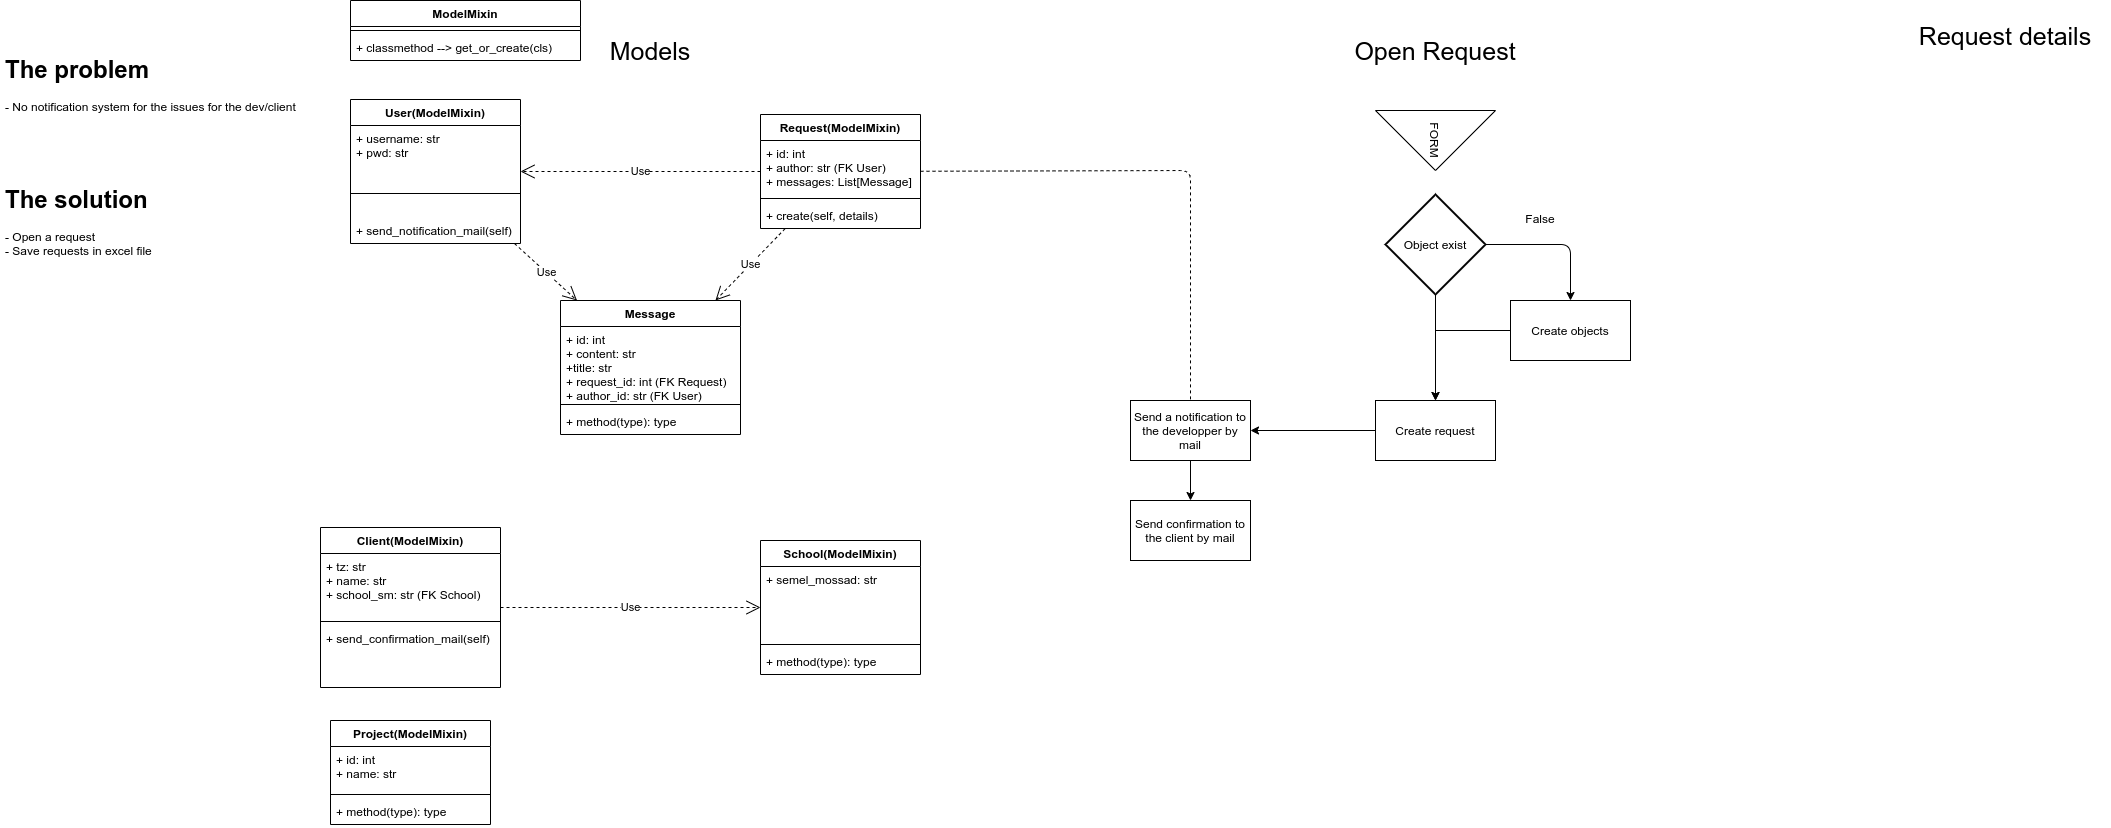 ModelMixin
+ classmethod --> get_or_create(cls)
Models
Open Request
Request details
The problem
- No notification system for the issues for the dev/client
The solution
- Open a request
- Save requests in excel file
User(ModelMixin)
+ username: str
+ pwd: str
+ send_notification_mail(self)
Use
Request(ModelMixin)
+ id: int
+ author: str (FK User)
+ messages: List[Message]
+ create(self, details)
Use
Use
Message
+ id: int
+ content: str
+title: str
+ request_id: int (FK Request)
+ author_id: str (FK User)
+ method(type): type
FORM
Object exist
False
Create objects
Create request
Send a notification to
the developper by
mail
Send confirmation to
the client by mail
Client(ModelMixin)
+ tz: str
+ name: str
+ school_sm: str (FK School)
+ send_confirmation_mail(self)
Use
School(ModelMixin)
+ semel_mossad: str
+ method(type): type
Project(ModelMixin)
+ id: int
+ name: str
+ method(type): type